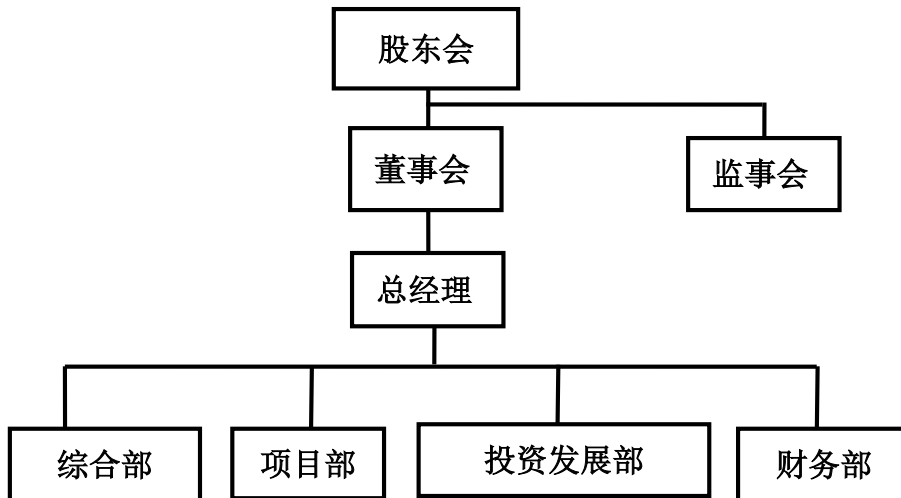 股东会
董事会
监事会
总经理
综合部
项目部
投资发展部
财务部